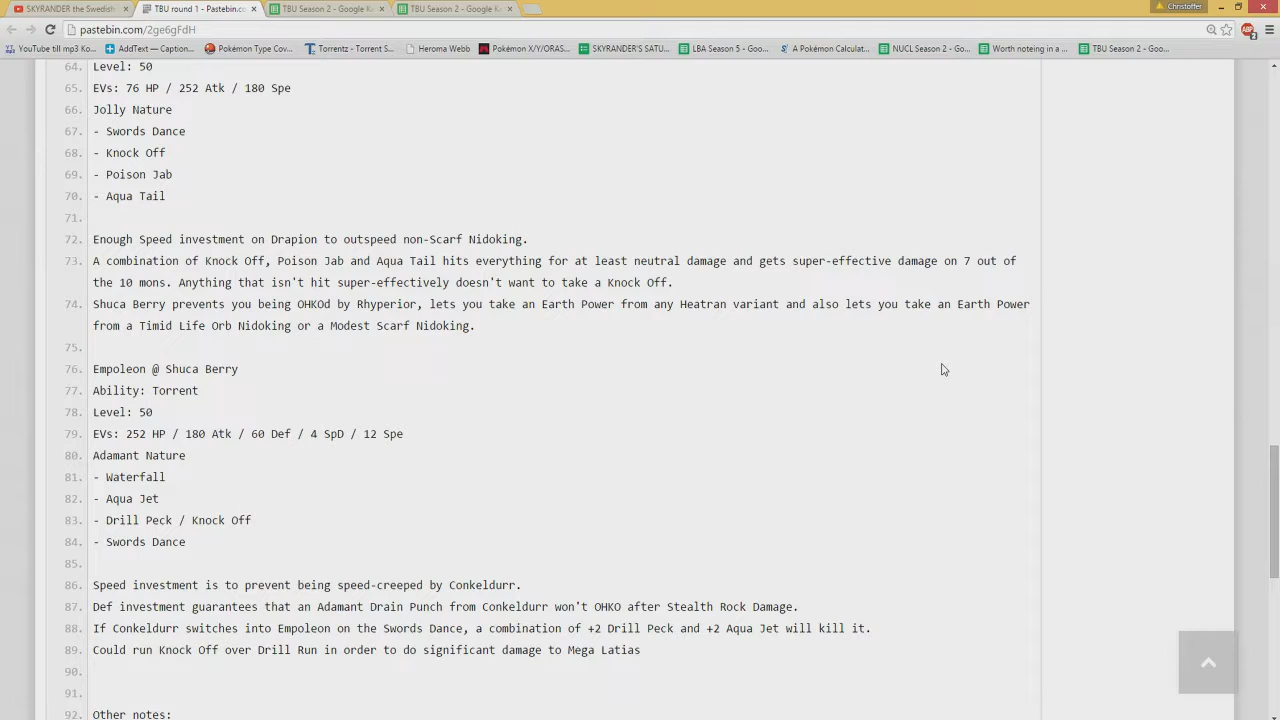 SKYRANDER the Swedish
TBU round 1 - Pastebin.c
TBU Season 2 - Google K
TBU Season 2 - Google K
Christoffer
pastebin.com/2ge6gFdH
YouTube till mp3 Ko...
AddText — Caption...
Pokémon Type Cov...
Torrentz - Torrent S...
Heroma Webb
Pokémon X/Y/ORAS...
SKYRANDER's SATU...
LBA Season 5 - Goo...
A Pokémon Calculat...
NUCL Season 2 - Go...
Worth noteing in a ...
TBU Season 2 - Goo...
64. Level: 50
65. EVs: 76 HP / 252 Atk / 180 Spe
66. Jolly Nature
67. - Swords Dance
68. - Knock Off
69. - Poison Jab
70. - Aqua Tail
71.
72. Enough Speed investment on Drapion to outspeed non-Scarf Nidoking.
73. A combination of Knock Off, Poison Jab and Aqua Tail hits everything for at least neutral damage and gets super-effective damage on 7 out of
the 10 mons. Anything that isn't hit super-effectively doesn't want to take a Knock Off.
74. Shuca Berry prevents you being OHKOd by Rhyperior, lets you take an Earth Power from any Heatran variant and also lets you take an Earth Power
from a Timid Life Orb Nidoking or a Modest Scarf Nidoking.
75.
76. Empoleon @ Shuca Berry
77. Ability: Torrent
78. Level: 50
79. EVs: 252 HP / 180 Atk / 60 Def / 4 SpD / 12 Spe
80. Adamant Nature
81. - Waterfall
82. - Aqua Jet
83. - Drill Peck / Knock Off
84. - Swords Dance
85.
86. Speed investment is to prevent being speed-creeped by Conkeldurr.
87. Def investment guarantees that an Adamant Drain Punch from Conkeldurr won't OHKO after Stealth Rock Damage.
88. If Conkeldurr switches into Empoleon on the Swords Dance, a combination of +2 Drill Peck and +2 Aqua Jet will kill it.
89. Could run Knock Off over Drill Run in order to do significant damage to Mega Latias
90.
91.
92. Other notes: